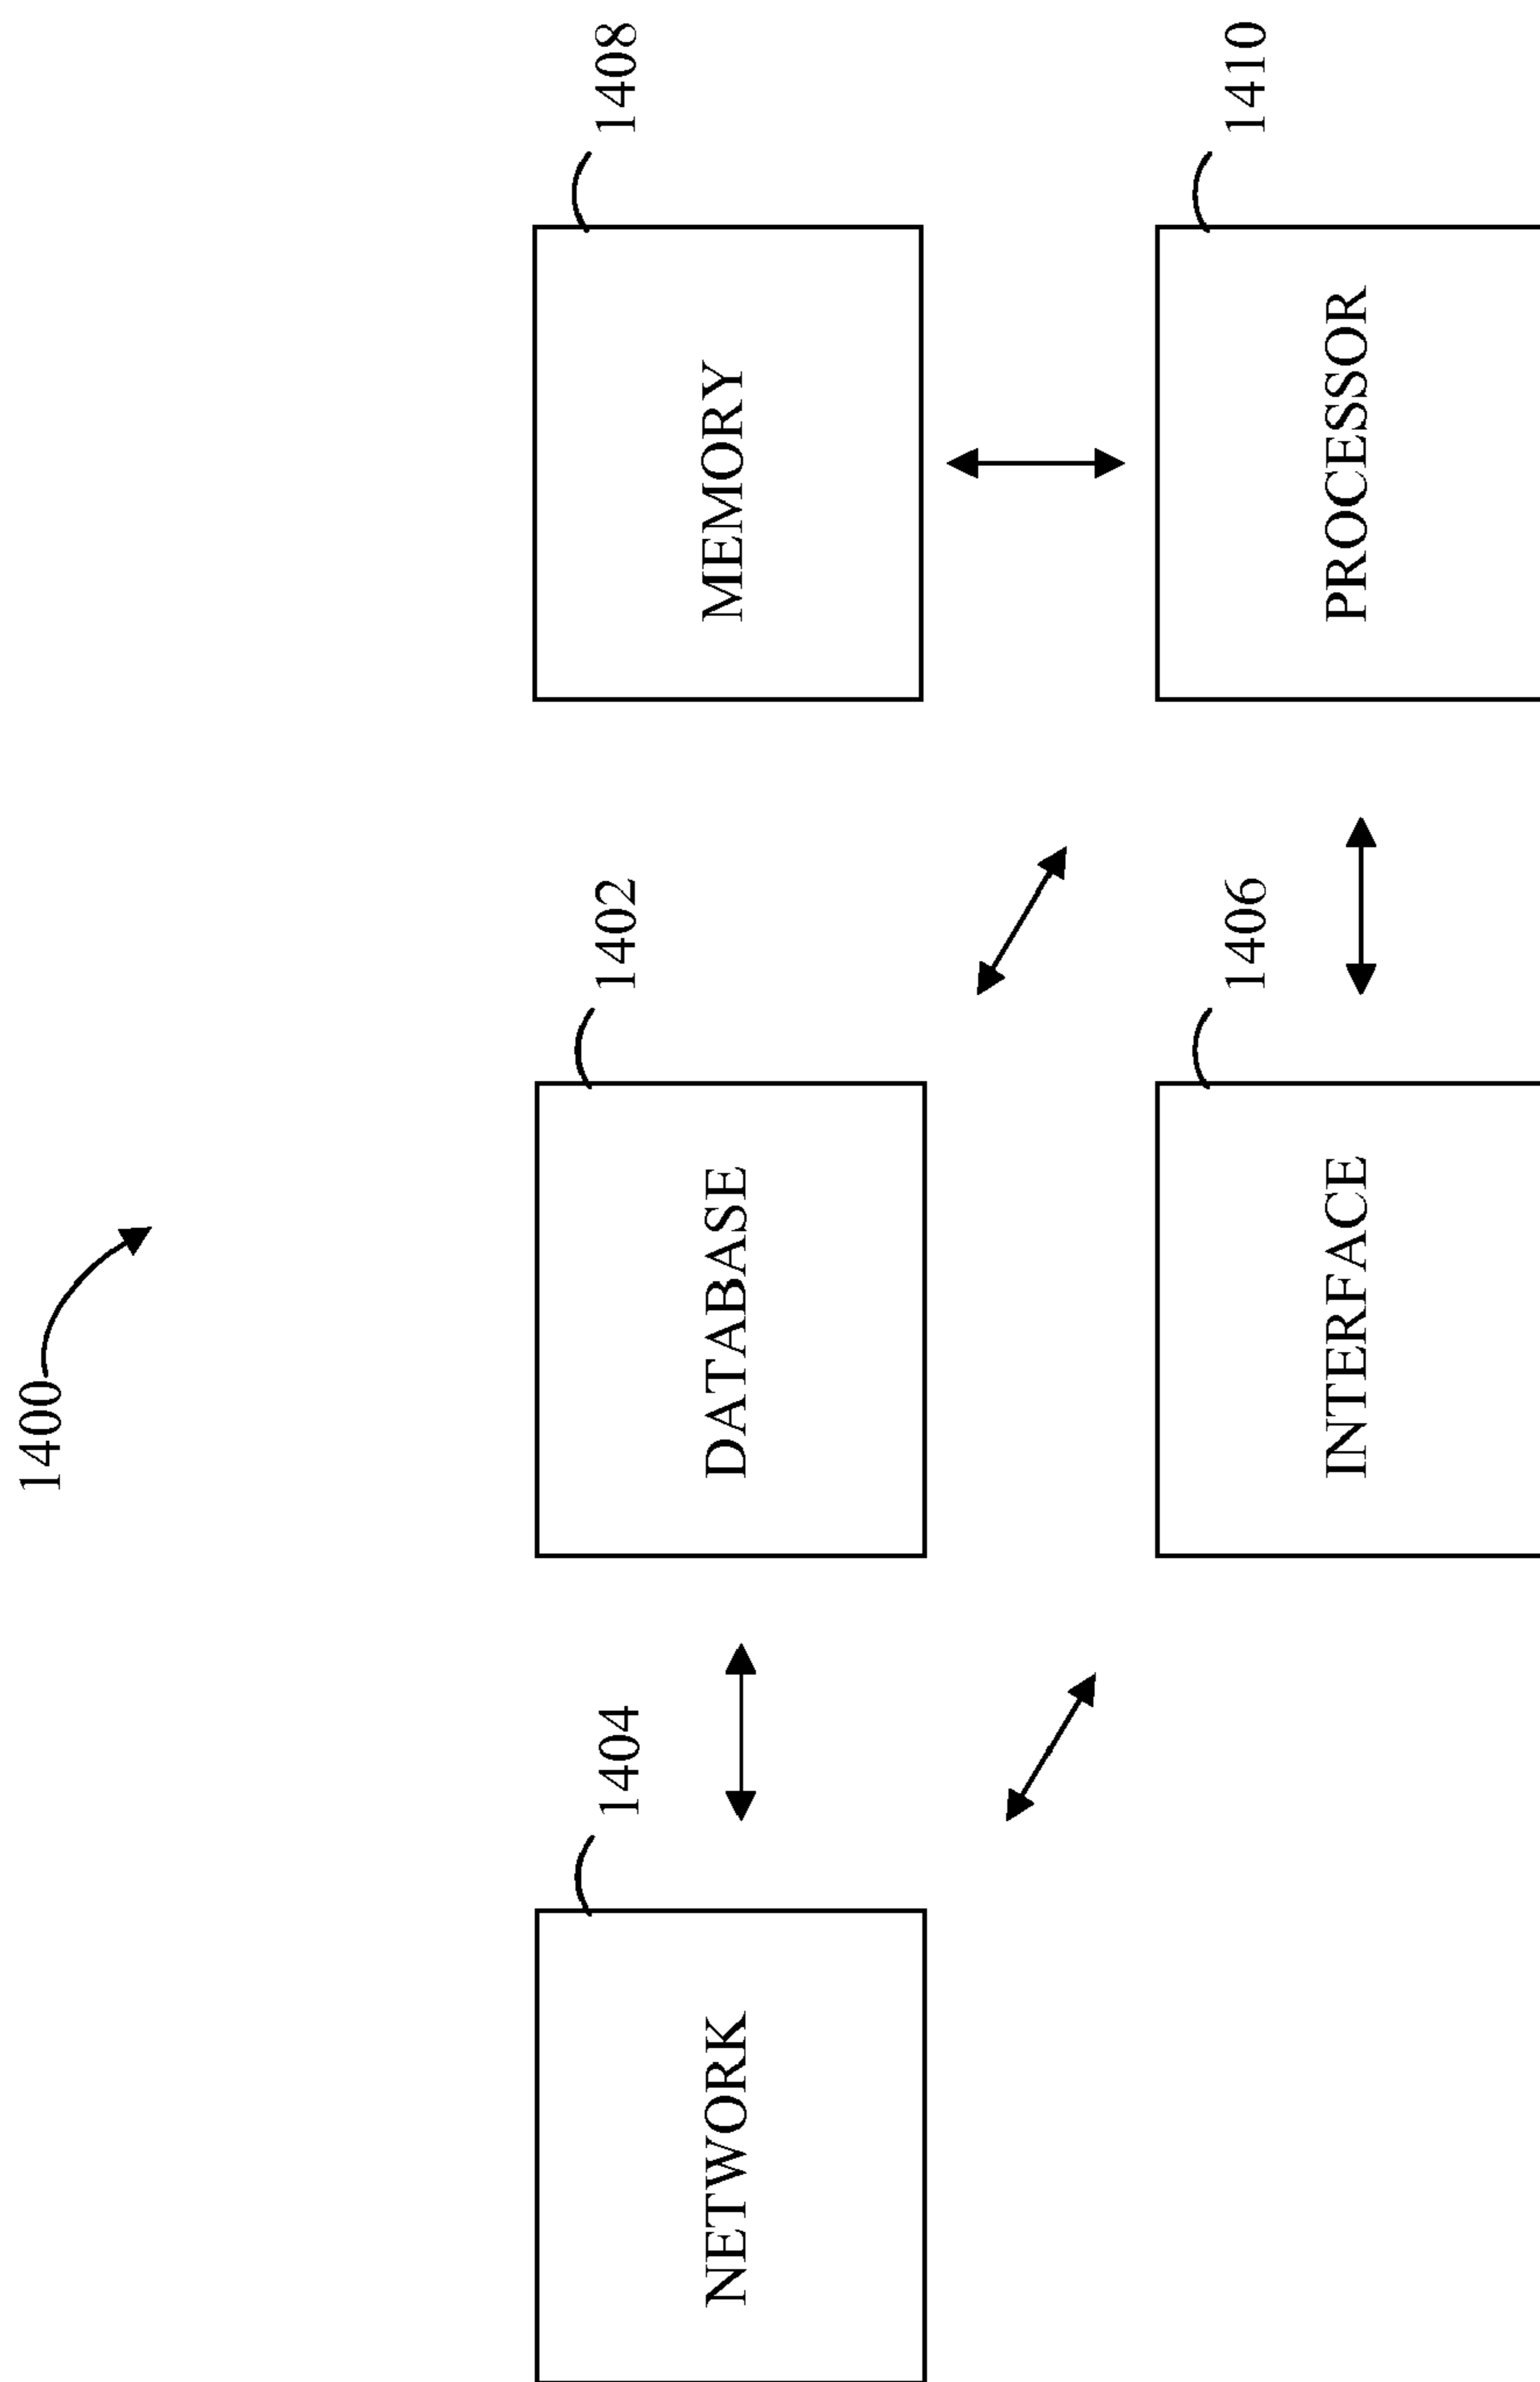 1400
1404
1402
1408
NETWORK
DATABASE
MEMORY
1406
1410
INTERFACE
PROCESSOR